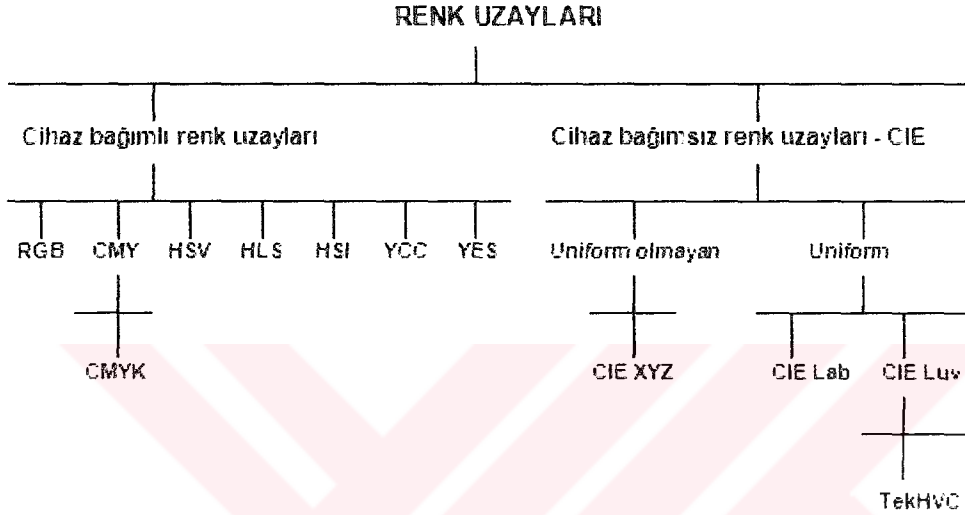 RENK UZAYLARI
Cihaz bağımlı renk uzayları
Cihaz bağımsız renk uzayları - CIE
RGB CMY HSV HLS HSI YCC YES
Uniform olmayan Uniform
CMYK
CIE XYZ CIE Lab CIE Luv
TekHVC